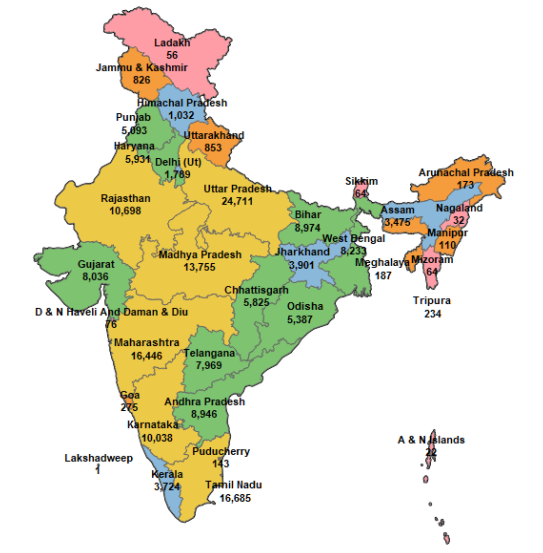 Ladakh
56
Jammu & Kashmir
826
Himachal Pradesh
1,032
Punjab
5,093
Uttarakhand
853
Haryana
5,931
Delhi (Ut)
1,789
Rajasthan
10,698
Uttar Pradesh
24,711
Sikkim
64
Arunachal Pradesh
173
Assam
3,475
Nagaland
32
Bihar
8,974
Manipur
110
West Bengal
8,233
Madhya Pradesh
13,755
Jharkhand
3,901
Meghalaya
187
Mizoram
64
Gujarat
8,036
Chhattisgarh
5,825
Odisha
5,387
Tripura
234
D & N Haveli And Daman & Diu
76
Maharashtra
16,446
Telangana
7,969
Goa
275
Andhra Pradesh
8,946
Karnataka
10,038
A & N Islands
22
Puducherry
143
Lakshadweep
Kerala
3,724
Tamil Nadu
16,685